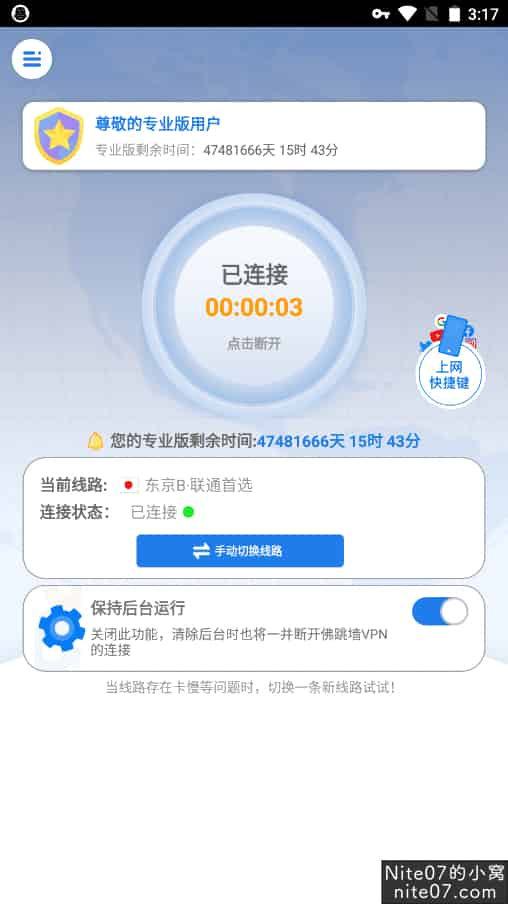 3:17
尊敬的专业版用户
专业版剩余时间：47481666天 15时 43分
已连接
00:00:03
点击断开
上网
快捷键
您的专业版剩余时间:47481666天 15时 43分
当前线路: 东京B·联通首选
连接状态： 已连接
手动切换线路
保持后台运行
关闭此功能，清除后台时也将一并断开佛跳墙VPN
的连接
当线路存在卡慢等问题时，切换一条新线路试试！
Nite07的小窝
nite07.com